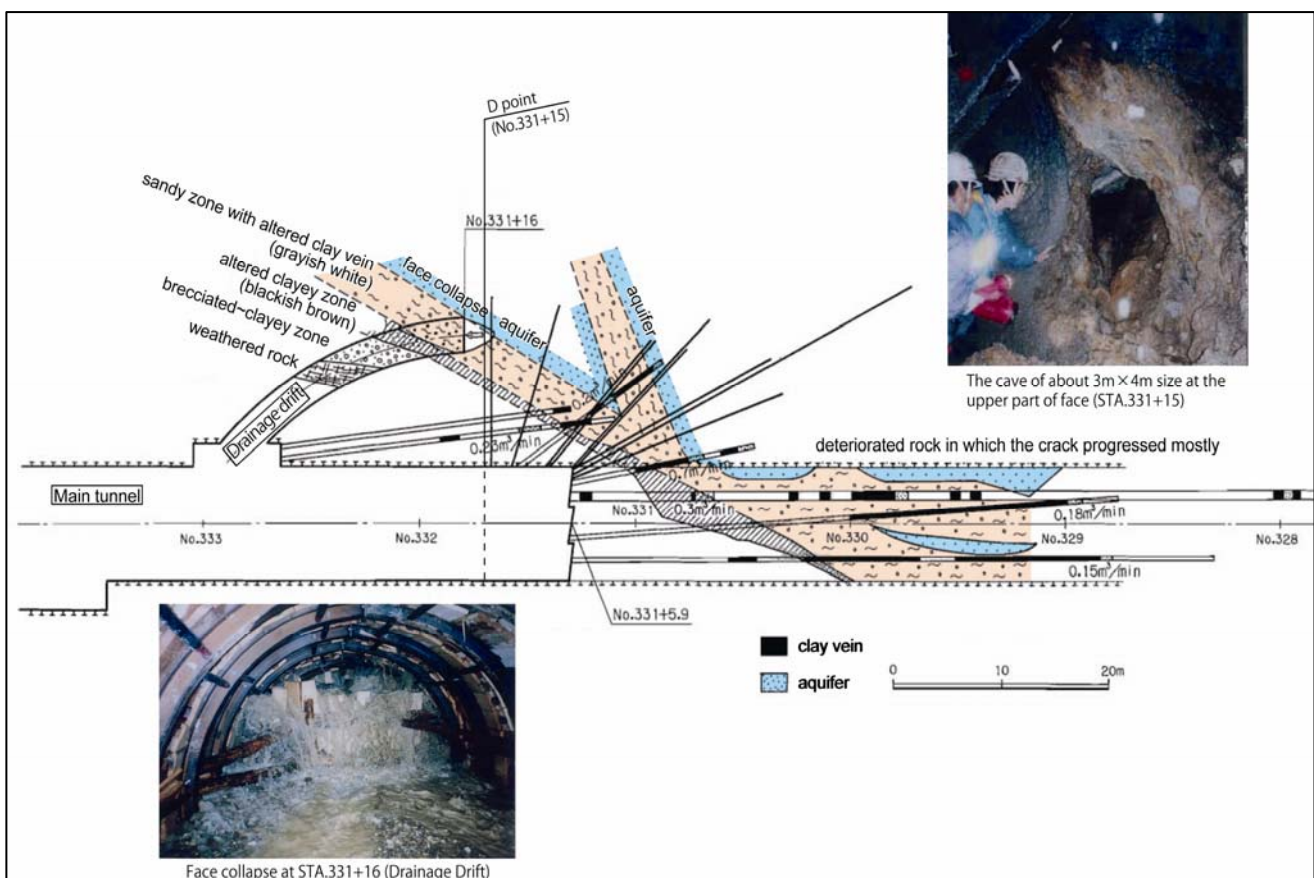 D point
(No.331+15)
sandy zone with altered clay vein
(grayish white)
No.331+16
altered clayey zone
(blackish brown)
face collapse aquifer
brecciated~clayey zone
aquifer
weathered rock
The cave of about 3m×4m size at the
upper part of face (STA.331+15)
Drainage drift
0.2m³
0.23m³/min
deteriorated rock in which the crack progressed mostly
0.7m³/min
Main tunnel
0.3m³/min
0.18m³/min
No.333
No.332
No.331
No.330
No.329
No.328
0.15m³/min
No.331+5.9
clay vein
aquifer
0
10
20m
Face collapse at STA.331+16 (Drainage Drift)